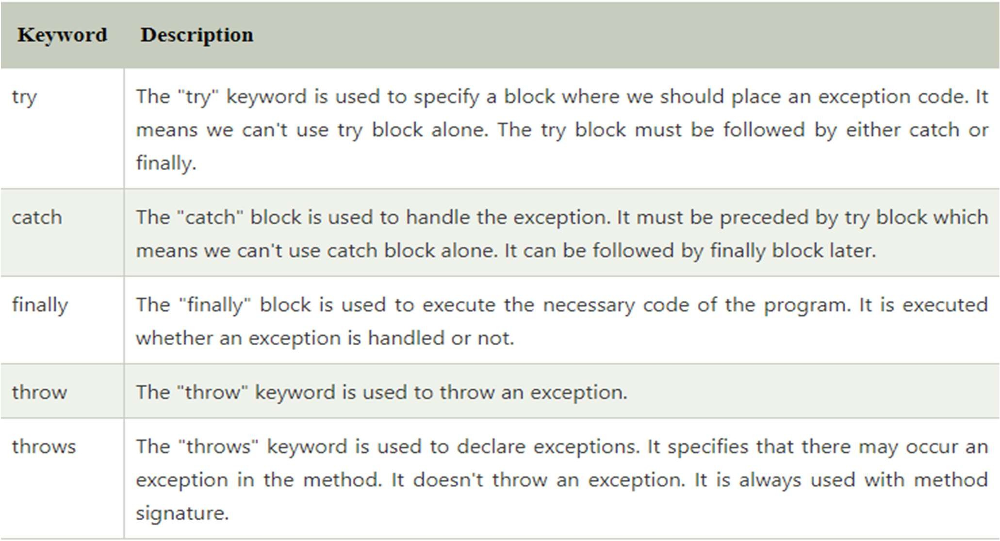 Keyword Description
try The "try" keyword is used to specify a block where we should place an exception code. It
means we can't use try block alone. The try block must be followed by either catch or
finally.
catch The "catch" block is used to handle the exception. It must be preceded by try block which
means we can't use catch block alone. It can be followed by finally block later.
finally The "finally" block is used to execute the necessary code of the program. It is executed
whether an exception is handled or not.
throw The "throw" keyword is used to throw an exception.
throws The "throws" keyword is used to declare exceptions. It specifies that there may occur an
exception in the method. It doesn't throw an exception. It is always used with method
signature.